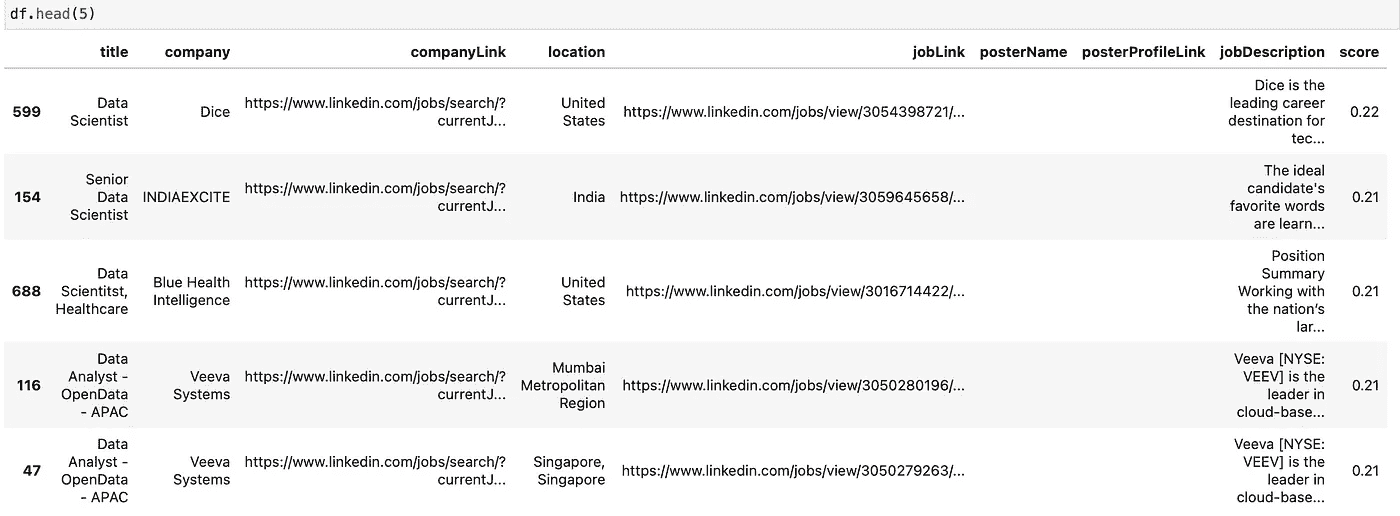 df.head(5)
title company companyLink location jobLink posterName posterProfileLink jobDescription score
599 Data Scientist Dice https://www.linkedin.com/jobs/search/?currentJ... United States https://www.linkedin.com/jobs/view/3054398721/... Dice is the leading career destination for tec... 0.22
154 Senior Data Scientist INDIAEXCITE https://www.linkedin.com/jobs/search/?currentJ... India https://www.linkedin.com/jobs/view/3059645658/... The ideal candidate's favorite words are learn... 0.21
688 Data Scientitst, Healthcare Blue Health Intelligence https://www.linkedin.com/jobs/search/?currentJ... United States https://www.linkedin.com/jobs/view/3016714422/... Position Summary Working with the nation’s lar... 0.21
116 Data Analyst - OpenData - APAC Veeva Systems https://www.linkedin.com/jobs/search/?currentJ... Mumbai Metropolitan Region https://www.linkedin.com/jobs/view/3050280196/... Veeva [NYSE: VEEV] is the leader in cloud-base... 0.21
47 Data Analyst - OpenData - APAC Veeva Systems https://www.linkedin.com/jobs/search/?currentJ... Singapore, Singapore https://www.linkedin.com/jobs/view/3050279263/... Veeva [NYSE: VEEV] is the leader in cloud-base... 0.21